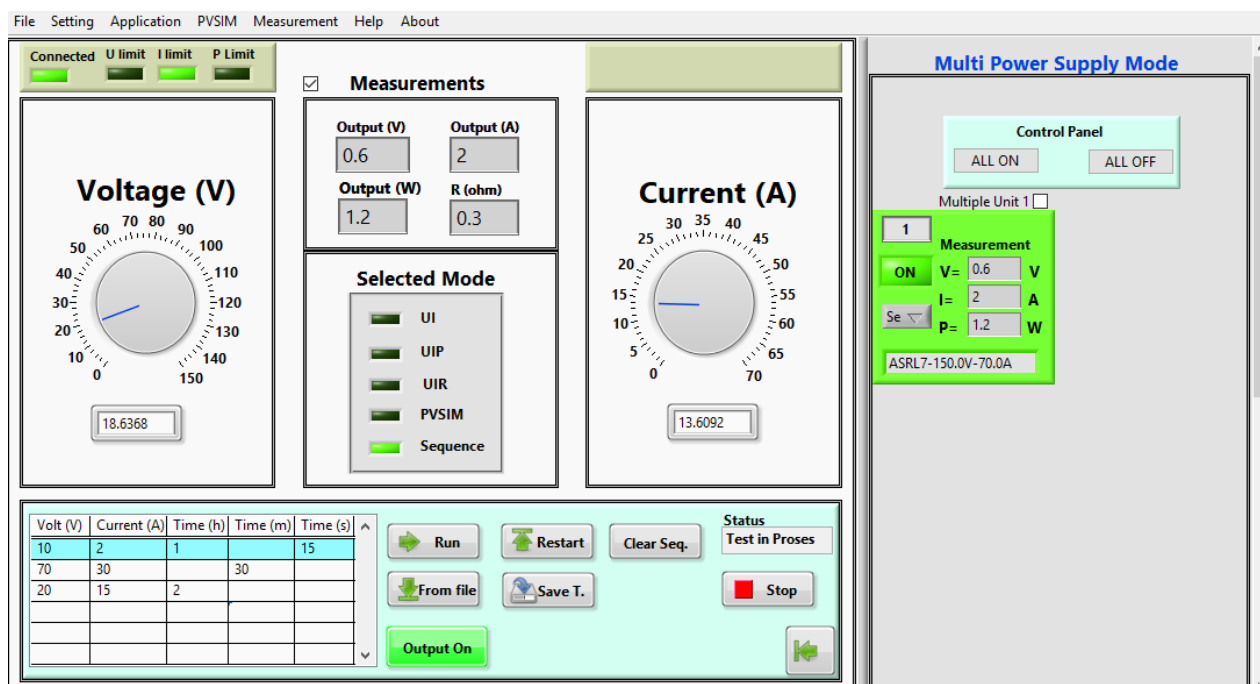 File Setting Application PVSIM Measurement Help About
Connected U limit I limit P Limit
Measurements
Output (V) Output (A)
0.6 2
Output (W) R (ohm)
1.2 0.3
Voltage (V)
0 10 20 30 40 50 60 70 80 90 100 110 120 130 140 150
18.6368
Selected Mode
UI
UIP
UIR
PVSIM
Sequence
Current (A)
0 5 10 15 20 25 30 35 40 45 50 55 60 65 70
13.6092
Volt (V) Current (A) Time (h) Time (m) Time (s)
10 2 1 15
70 30 30
20 15 2
Run Restart Clear Seq.
From file Save T.
Output On
Status
Test in Proses
Stop
Multi Power Supply Mode
Control Panel
ALL ON ALL OFF
Multiple Unit 1
1
Measurement
ON V= 0.6 V
I= 2 A
Se P= 1.2 W
ASRL7-150.0V-70.0A